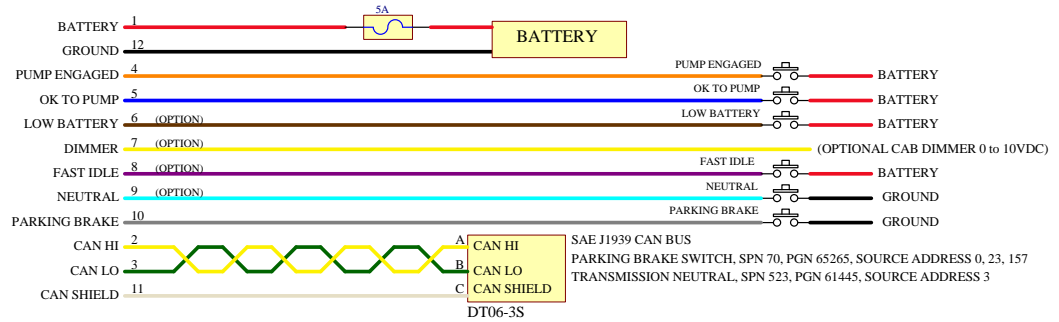 5A
BATTERY 1 BATTERY
GROUND 12
PUMP ENGAGED 4 PUMP ENGAGED BATTERY
OK TO PUMP 5 OK TO PUMP BATTERY
LOW BATTERY 6 (OPTION) LOW BATTERY BATTERY
DIMMER 7 (OPTION) (OPTIONAL CAB DIMMER 0 to 10VDC)
FAST IDLE 8 (OPTION) FAST IDLE BATTERY
NEUTRAL 9 (OPTION) NEUTRAL GROUND
PARKING BRAKE 10 PARKING BRAKE GROUND
CAN HI 2 A CAN HI SAE J1939 CAN BUS
PARKING BRAKE SWITCH, SPN 70, PGN 65265, SOURCE ADDRESS 0, 23, 157
CAN LO 3 B CAN LO TRANSMISSION NEUTRAL, SPN 523, PGN 61445, SOURCE ADDRESS 3
CAN SHIELD 11 C CAN SHIELD
DT06-3S